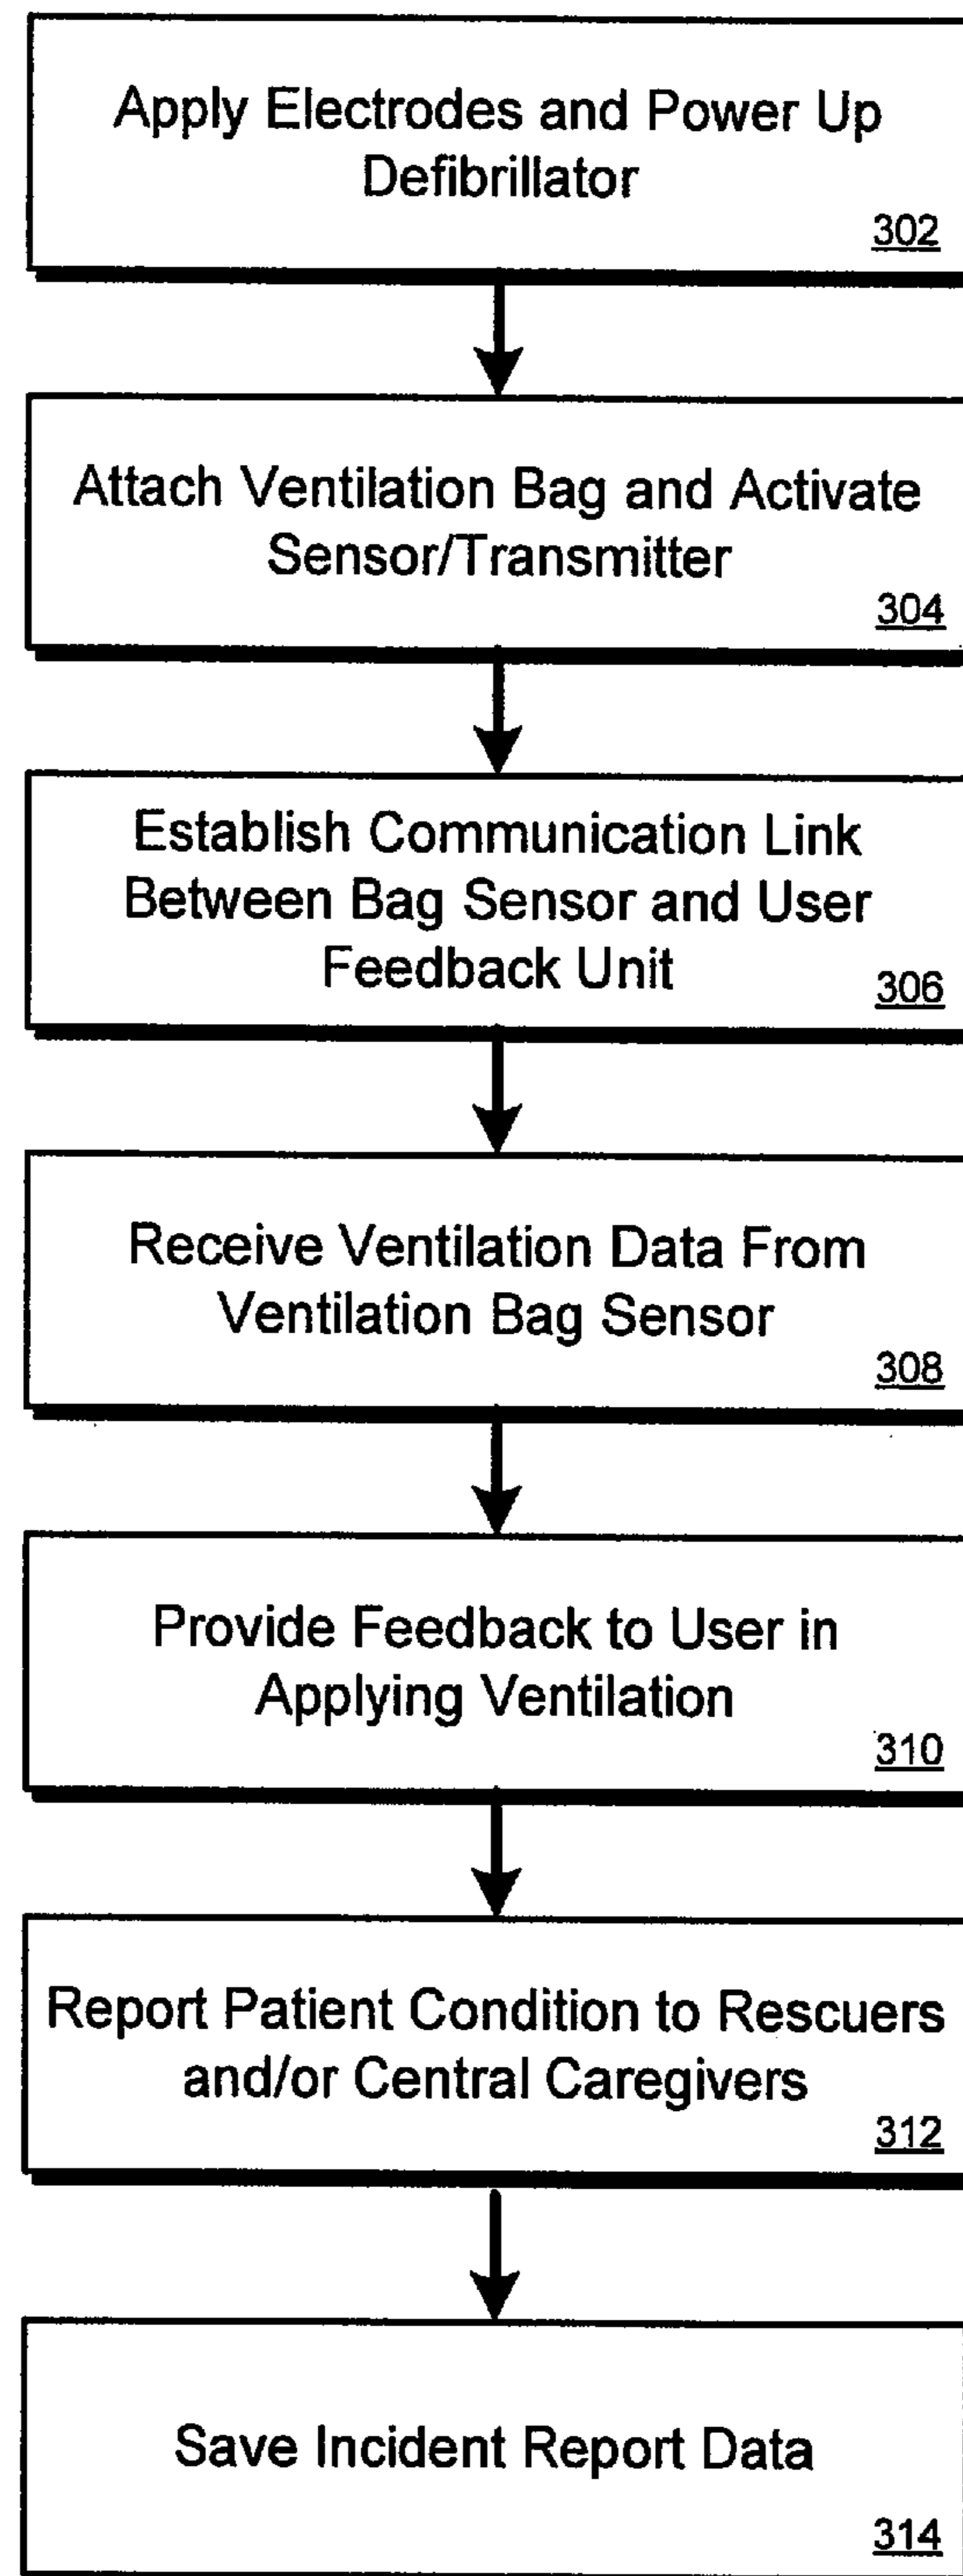 Apply Electrodes and Power Up
Defibrillator
302
Attach Ventilation Bag and Activate
Sensor/Transmitter
304
Establish Communication Link
Between Bag Sensor and User
Feedback Unit
306
Receive Ventilation Data From
Ventilation Bag Sensor
308
Provide Feedback to User in
Applying Ventilation
310
Report Patient Condition to Rescuers
and/or Central Caregivers
312
Save Incident Report Data
314